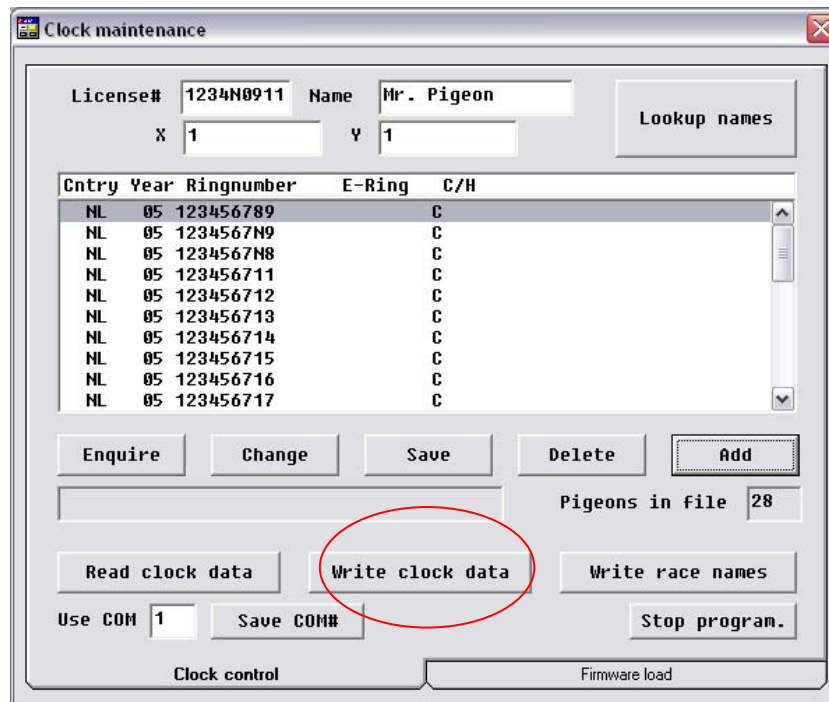 Clock maintenance
License# 1234N0911 Name Mr. Pigeon
Lookup names
X 1 Y 1
Cntry Year Ringnumber E-Ring C/H
NL 05 123456789 C
NL 05 1234567N9 C
NL 05 1234567N8 C
NL 05 123456711 C
NL 05 123456712 C
NL 05 123456713 C
NL 05 123456714 C
NL 05 123456715 C
NL 05 123456716 C
NL 05 123456717 C
Enquire Change Save Delete Add
Pigeons in file 28
Read clock data Write clock data Write race names
Use COM 1 Save COM# Stop program.
Clock control Firmware load